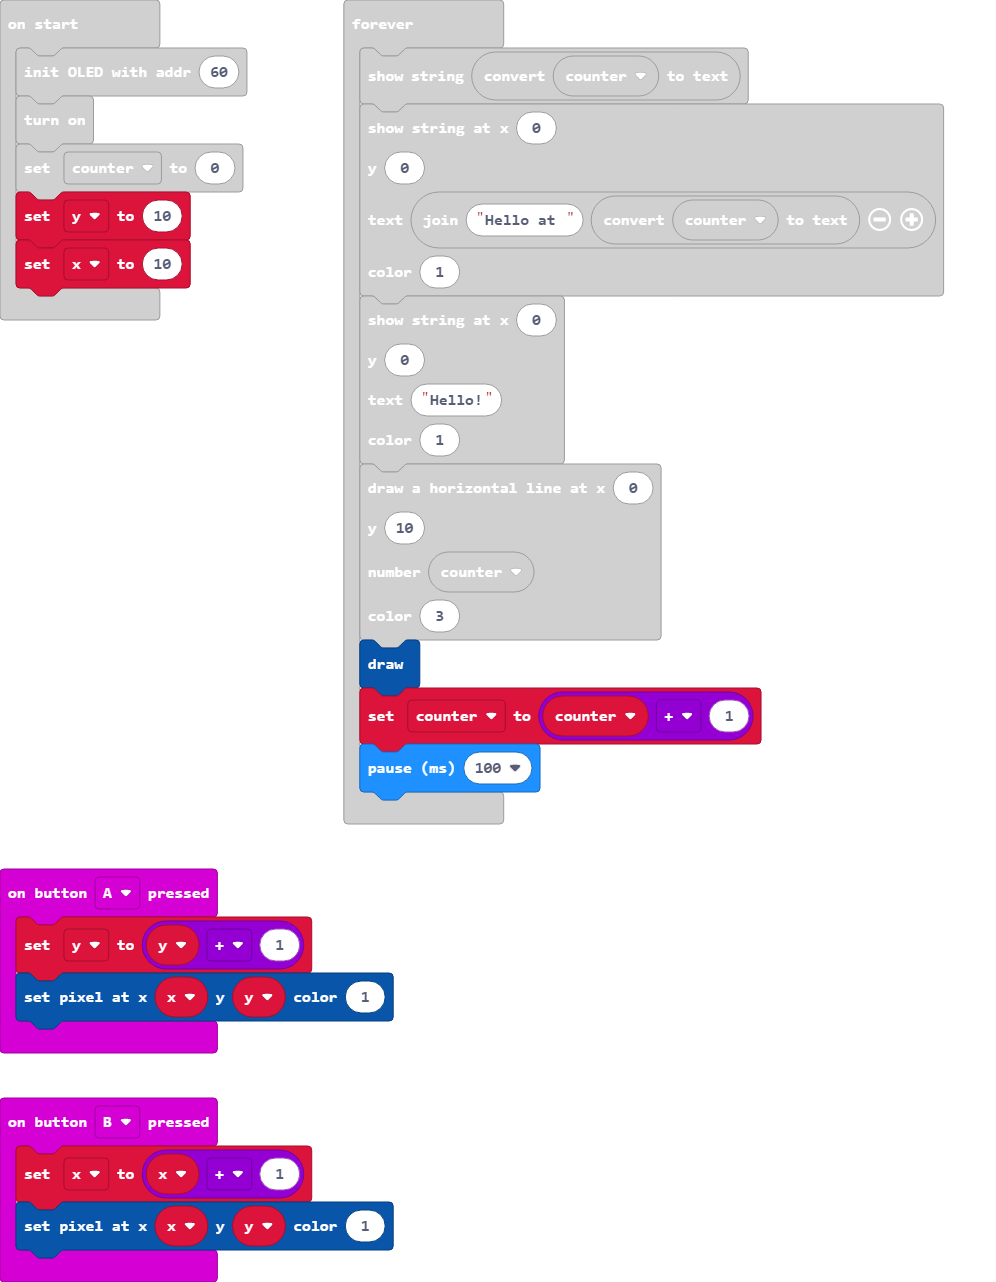 on start
init OLED with addr 60
turn on
set counter to 0
set y to 10
set x to 10
forever
show string convert counter to text
show string at x 0
y 0
text join "Hello at " convert counter to text
color 1
show string at x 0
y 0
text "Hello!"
color 1
draw a horizontal line at x 0
y 10
number counter
color 3
draw
set counter to counter + 1
pause (ms) 100
on button A pressed
set y to y + 1
set pixel at x x y y color 1
on button B pressed
set x to x + 1
set pixel at x x y y color 1